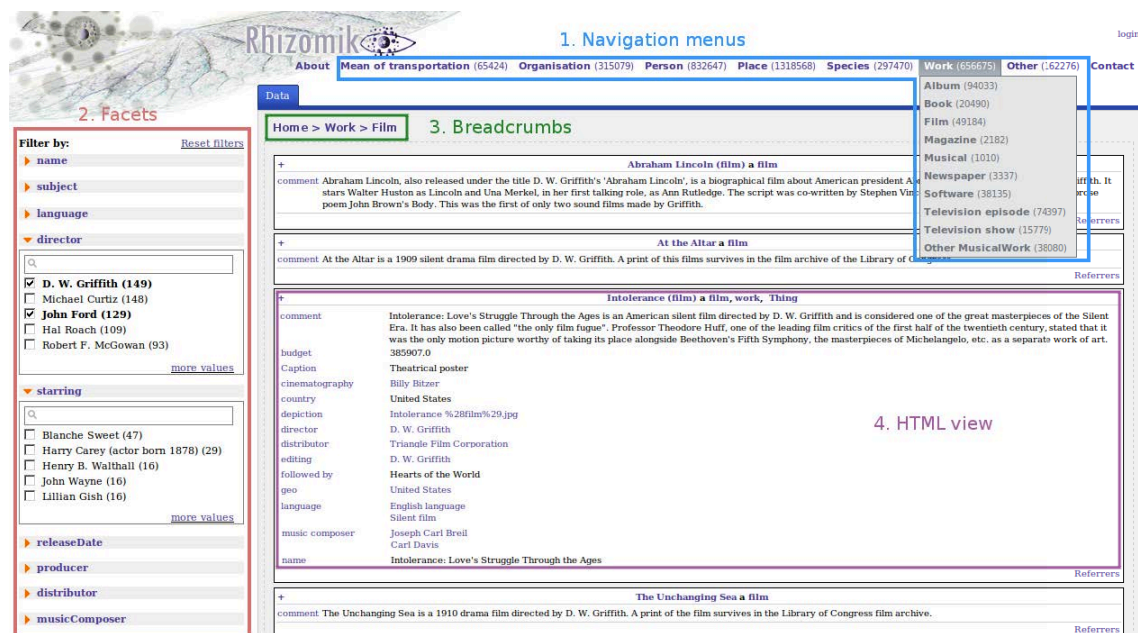 Rhizomik
1. Navigation menus
login
About Mean of transportation (65424) Organisation (315079) Person (832647) Place (1318568) Species (297470) Work (656675) Other (162276) Contact
Album (94033)
Book (20490)
Film (49184)
Magazine (2182)
Musical (1010)
Newspaper (3337)
Software (38135)
Television episode (74397)
Television show (15779)
Other MusicalWork (38080)
2. Facets
Filter by: Reset filters
name
subject
language
director
D. W. Griffith (149)
Michael Curtiz (148)
John Ford (129)
Hal Roach (109)
Robert F. McGowan (93)
more values
starring
Blanche Sweet (47)
Harry Carey (actor born 1878) (29)
Henry B. Walthall (16)
John Wayne (16)
Lillian Gish (16)
more values
releaseDate
producer
distributor
musicComposer
Data
Home > Work > Film
3. Breadcrumbs
+ Abraham Lincoln (film) a film
comment Abraham Lincoln, also released under the title D. W. Griffith's 'Abraham Lincoln', is a biographical film about American president It
stars Walter Huston as Lincoln and Una Merkel, in her first talking role, as Ann Rutledge. The script was co-written by Stephen
poem John Brown's Body. This was the first of only two sound films made by Griffith.
Referrers
+ At the Altar a film
comment At the Altar is a 1909 silent drama film directed by D. W. Griffith. A print of this films survives in the film archive of the Library of
Referrers
+ Intolerance (film) a film, work, Thing
comment Intolerance: Love's Struggle Through the Ages is an American silent film directed by D. W. Griffith and is considered one of the great masterpieces of the Silent
Era. It has also been called "the only film fugue". Professor Theodore Huff, one of the leading film critics of the first half of the twentieth century, stated that it
was the only motion picture worthy of taking its place alongside Beethoven's Fifth Symphony, the masterpieces of Michelangelo, etc. as a separate work of art.
budget 385907.0
Caption Theatrical poster
cinematography Billy Bitzer
country United States
depiction Intolerance %28film%29.jpg
director D. W. Griffith
distributor Triangle Film Corporation
editing D. W. Griffith
followed by Hearts of the World
geo United States
language English language
Silent film
music composer Joseph Carl Breil
Carl Davis
name Intolerance: Love's Struggle Through the Ages
4. HTML view
Referrers
+ The Unchanging Sea a film
comment The Unchanging Sea is a 1910 drama film directed by D. W. Griffith. A print of the film survives in the Library of Congress film archive.
Referrers